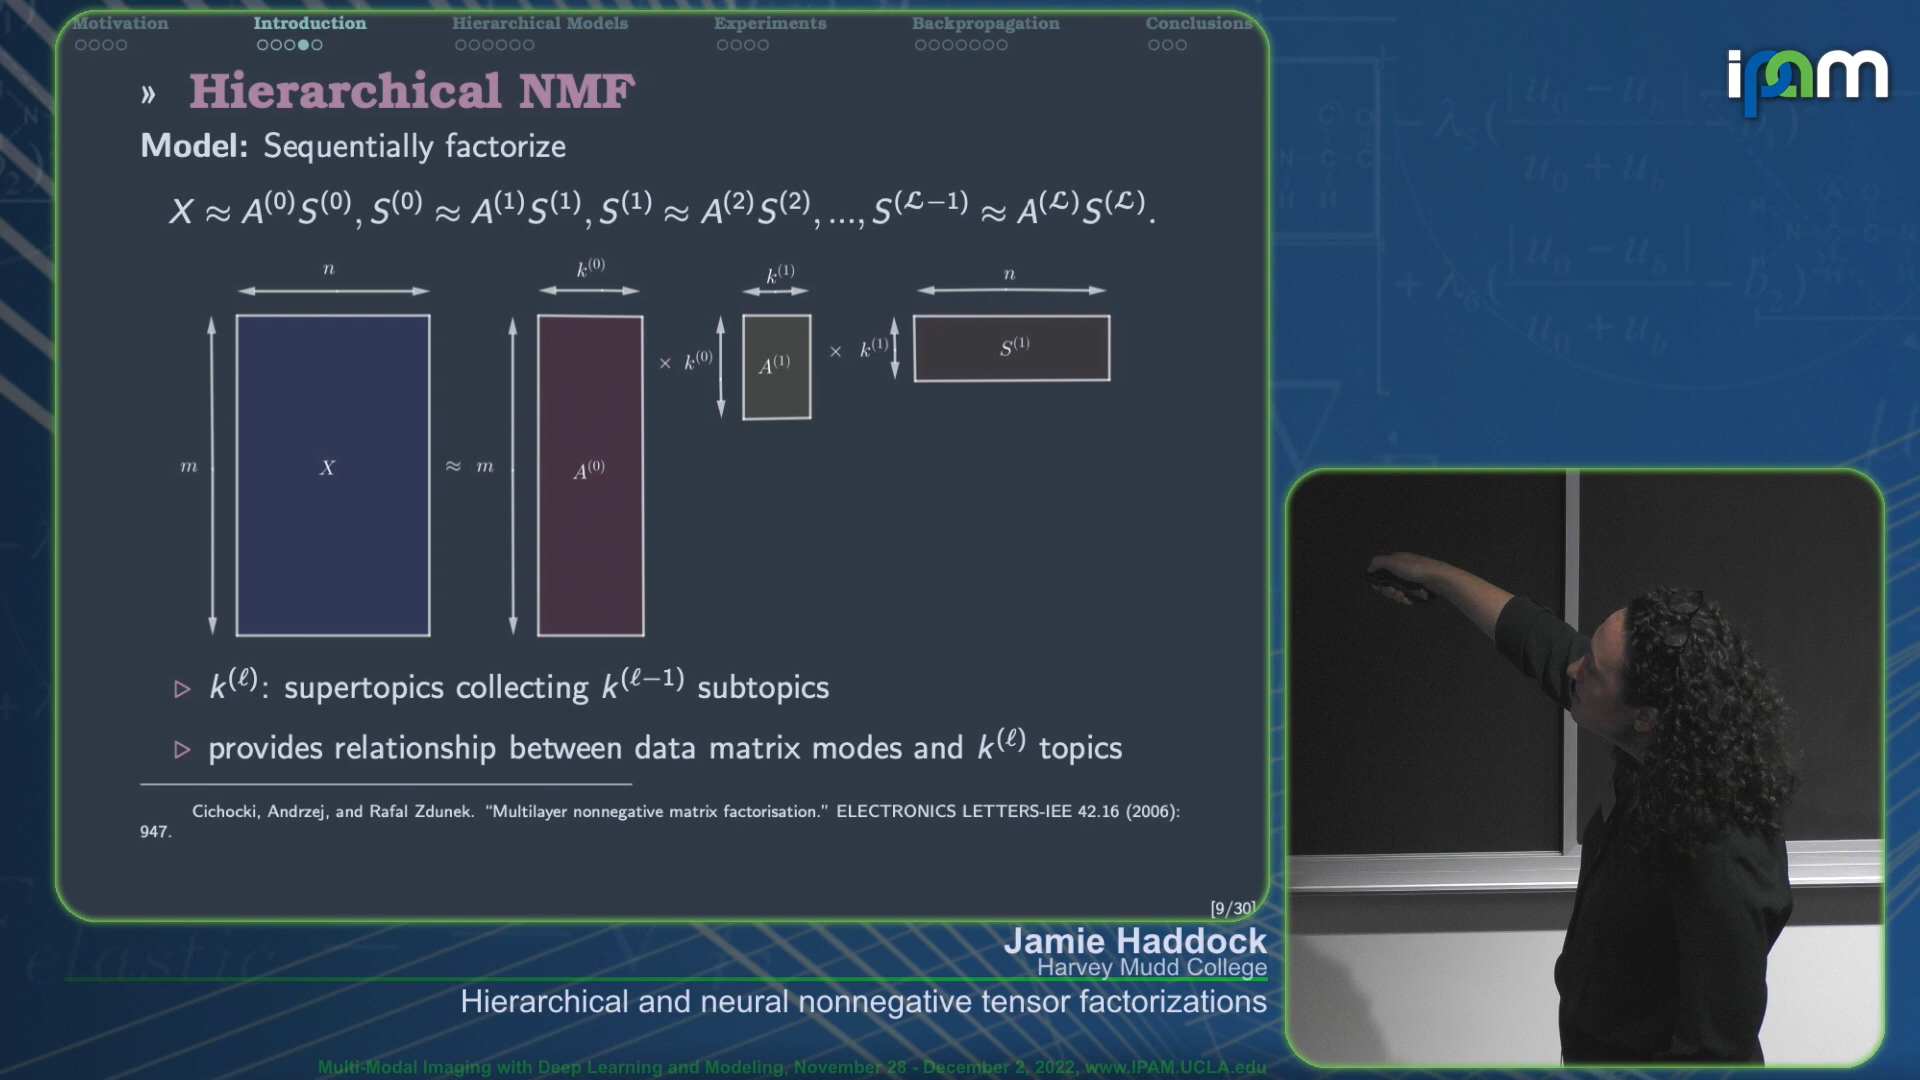 Motivation Introduction Hierarchical Models Experiments Backpropagation Conclusions
» Hierarchical NMF
Model: Sequentially factorize
X ≈ A⁽⁰⁾S⁽⁰⁾, S⁽⁰⁾ ≈ A⁽¹⁾S⁽¹⁾, S⁽¹⁾ ≈ A⁽²⁾S⁽²⁾, ..., S^(ℒ−1) ≈ A^(ℒ)S^(ℒ).
n k⁽⁰⁾ k⁽¹⁾ n
× k⁽⁰⁾ A⁽¹⁾ × k⁽¹⁾ S⁽¹⁾
m X ≈ m A⁽⁰⁾
▷ k^(ℓ): supertopics collecting k^(ℓ−1) subtopics
▷ provides relationship between data matrix modes and k^(ℓ) topics
Cichocki, Andrzej, and Rafal Zdunek. “Multilayer nonnegative matrix factorisation.” ELECTRONICS LETTERS-IEE 42.16 (2006):
947.
[9/30]
ipam
Jamie Haddock
Harvey Mudd College
Hierarchical and neural nonnegative tensor factorizations
Multi-Modal Imaging with Deep Learning and Modeling, November 28 - December 2, 2022, www.IPAM.UCLA.edu